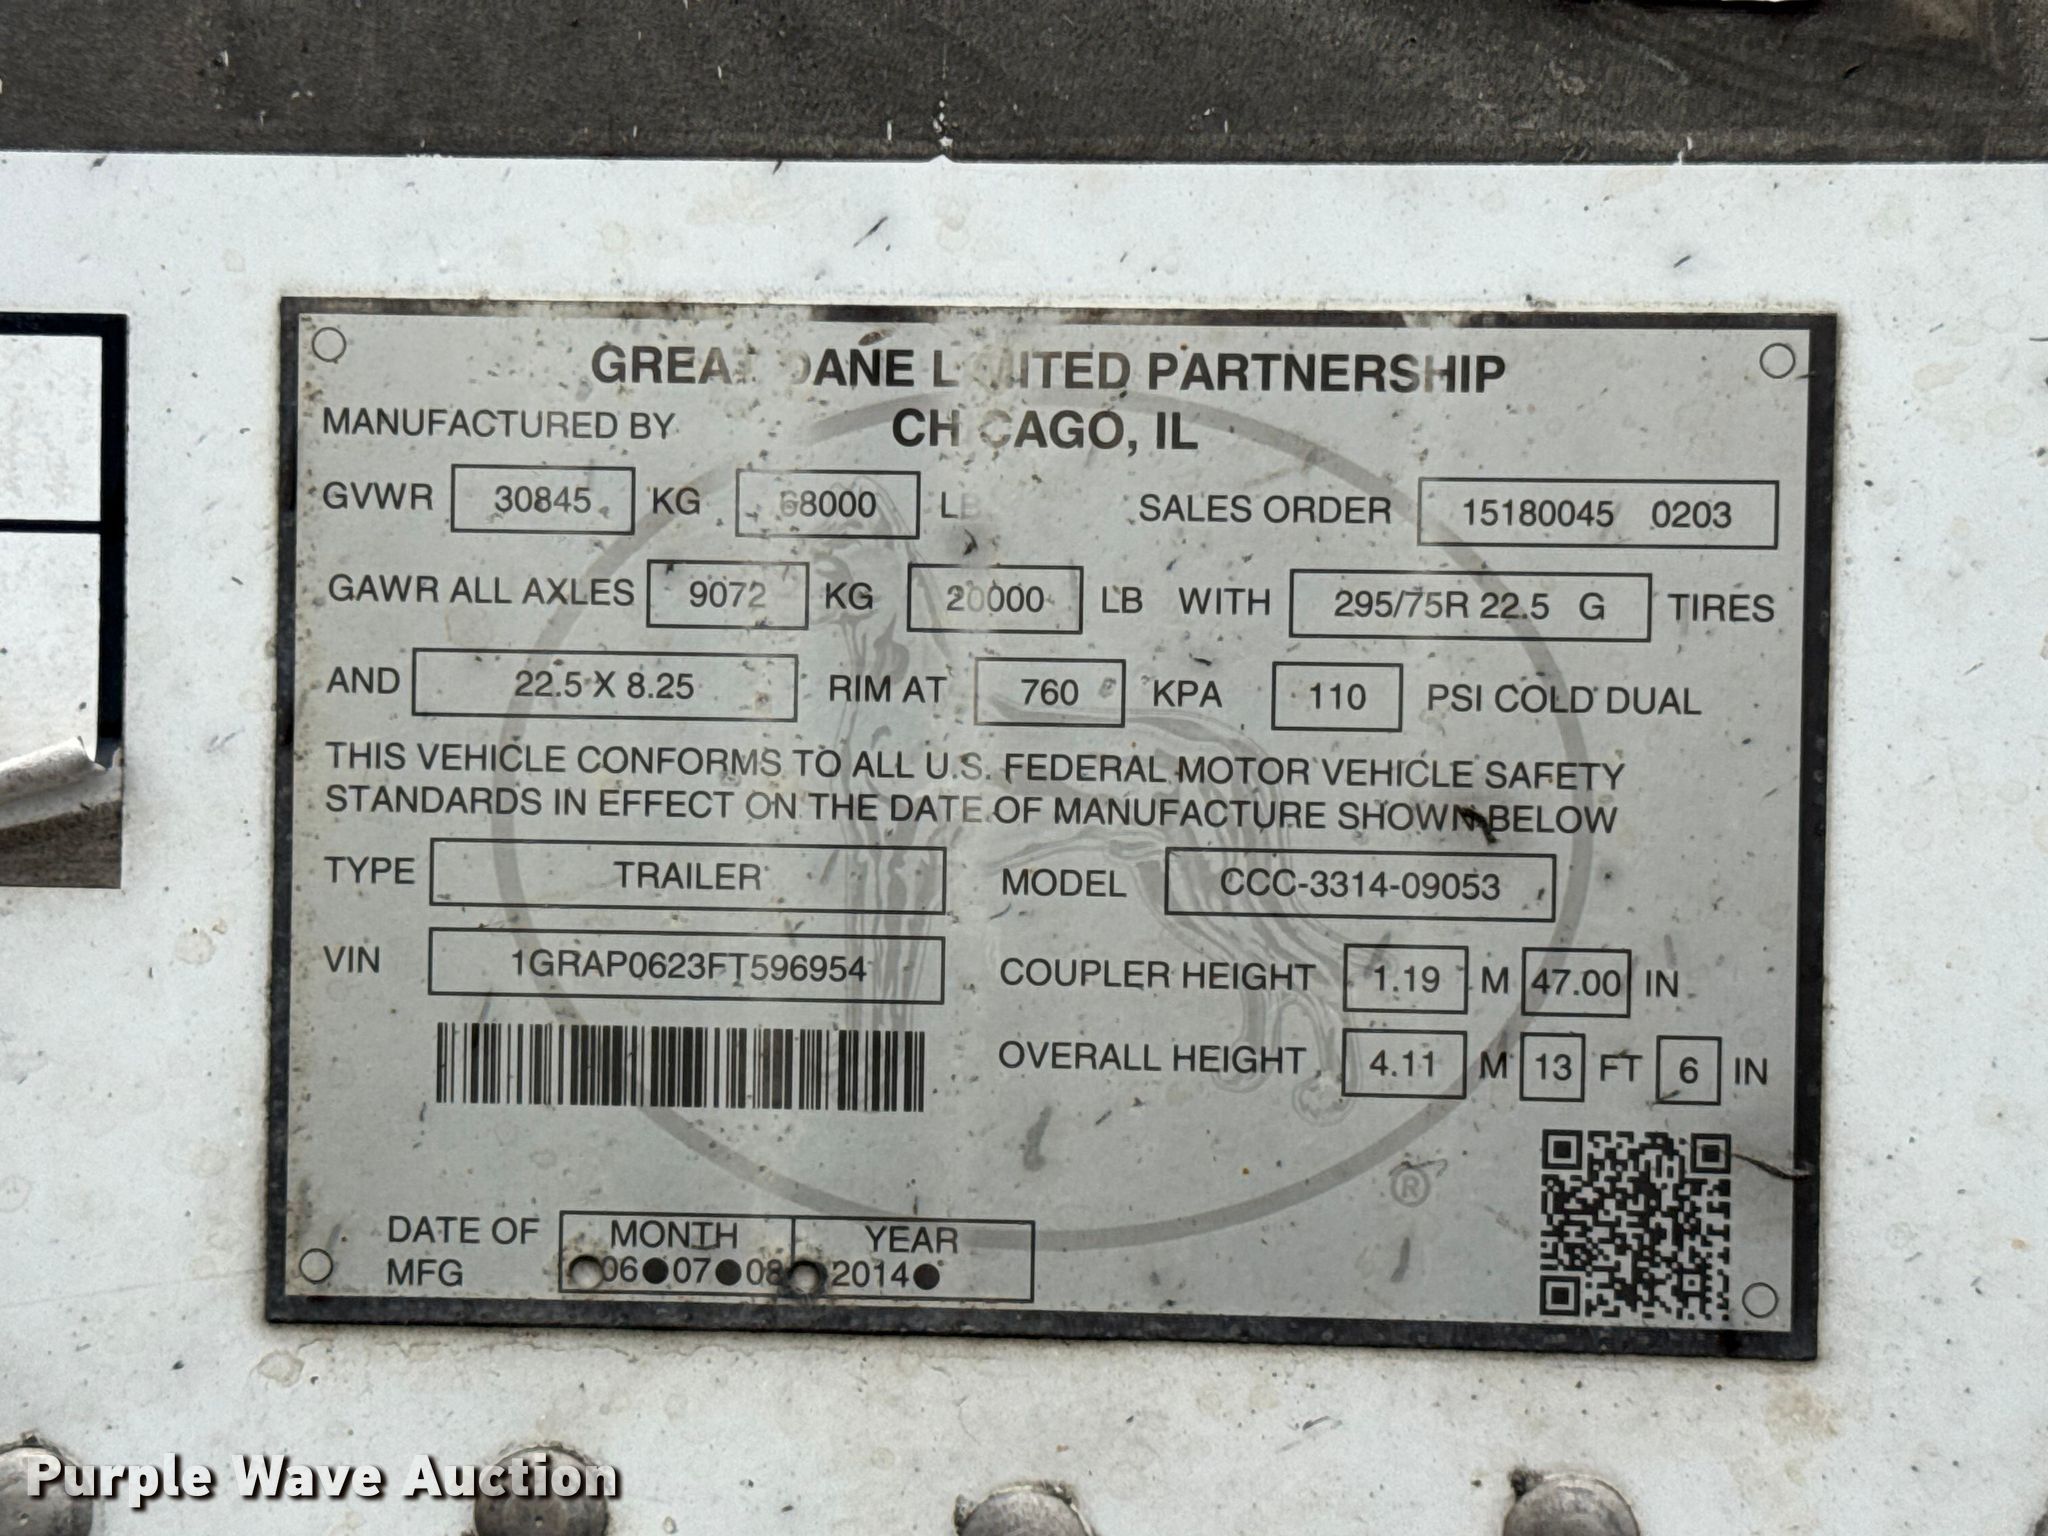 GREAT DANE LIMITED PARTNERSHIP
MANUFACTURED BY CHICAGO, IL
GVWR 30845 KG 68000 LB SALES ORDER 15180045 0203
GAWR ALL AXLES 9072 KG 20000 LB WITH 295/75R 22.5 G TIRES
AND 22.5 X 8.25 RIM AT 760 KPA 110 PSI COLD DUAL
THIS VEHICLE CONFORMS TO ALL U.S. FEDERAL MOTOR VEHICLE SAFETY
STANDARDS IN EFFECT ON THE DATE OF MANUFACTURE SHOWN BELOW
TYPE TRAILER MODEL CCC-3314-09053
VIN 1GRAP0623FT596954 COUPLER HEIGHT 1.19 M 47.00 IN
OVERALL HEIGHT 4.11 M 13 FT 6 IN
®
DATE OF MFG MONTH YEAR
06●07●08 2014●
Purple Wave Auction